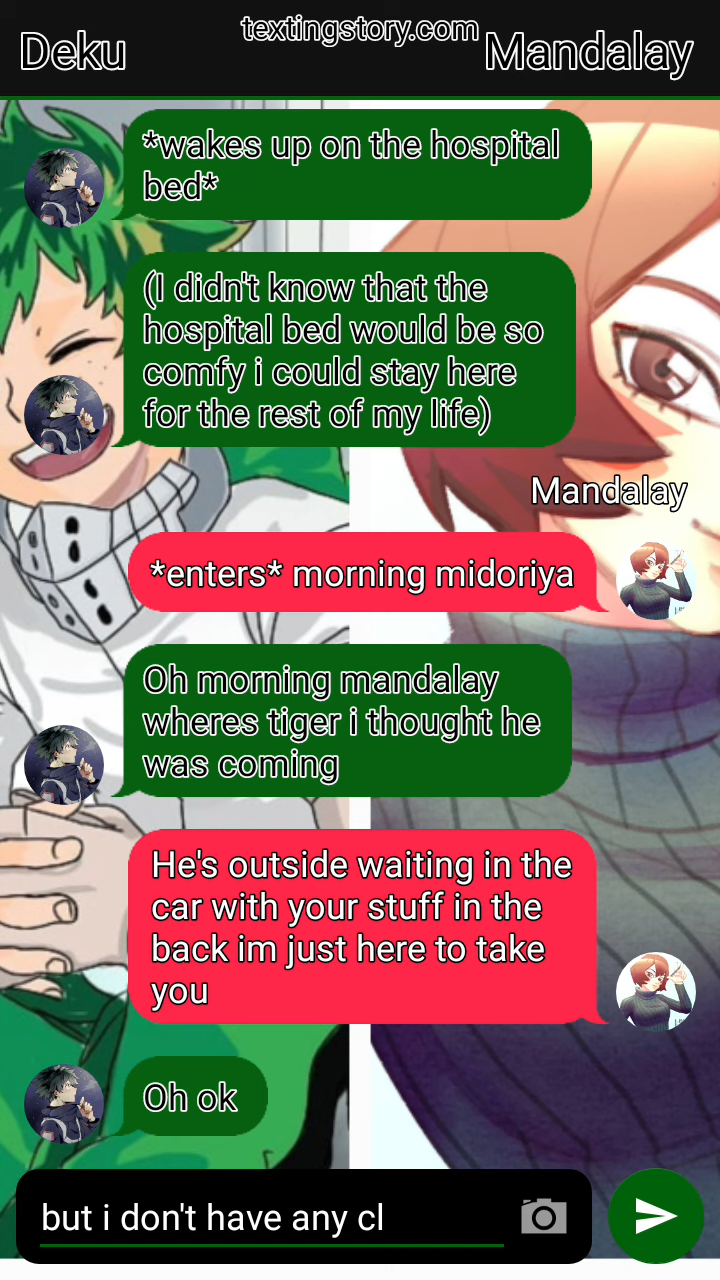 textingstory.com
Deku
Mandalay
*wakes up on the hospital
bed*
(I didn't know that the
hospital bed would be so
comfy i could stay here
for the rest of my life)
Mandalay
*enters* morning midoriya
Oh morning mandalay
wheres tiger i thought he
was coming
He's outside waiting in the
car with your stuff in the
back im just here to take
you
Oh ok
but i don't have any cl